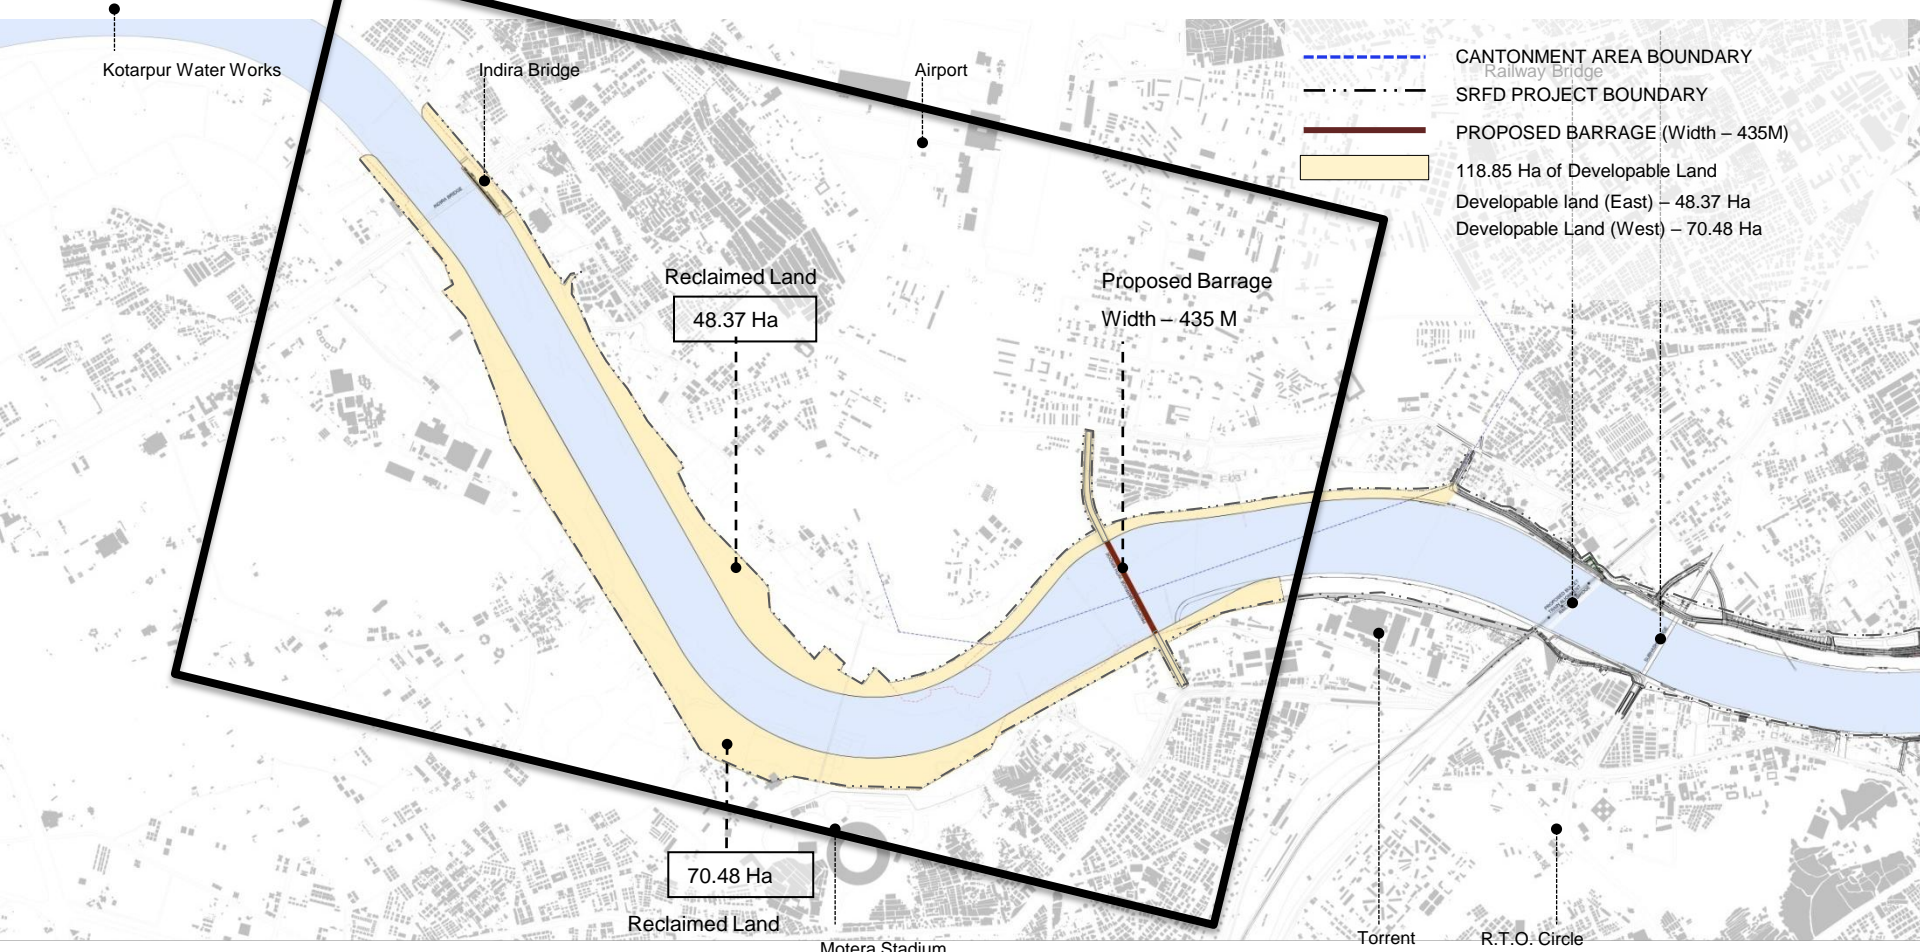 Kotarpur Water Works
Indira Bridge
Airport
CANTONMENT AREA BOUNDARY
Railway Bridge
SRFD PROJECT BOUNDARY
PROPOSED BARRAGE (Width – 435M)
118.85 Ha of Developable Land
Developable land (East) – 48.37 Ha
Developable Land (West) – 70.48 Ha
INDIRA BRIDGE
Reclaimed Land
48.37 Ha
Proposed Barrage
Width – 435 M
70.48 Ha
Reclaimed Land
Motera Stadium
Torrent
R.T.O. Circle